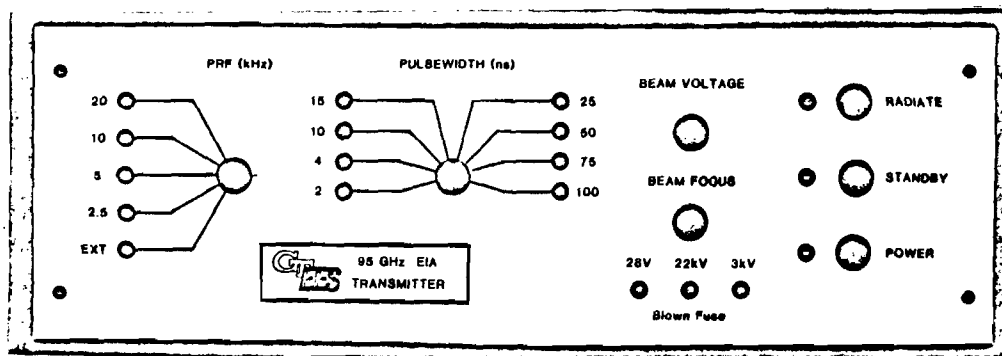 PRF (kHz)
20
10
5
2.5
EXT
PULSEWIDTH (ns)
15
10
4
2
25
50
75
100
BEAM VOLTAGE
BEAM FOCUS
28V 22kV 3kV
Blown Fuse
RADIATE
STANDBY
POWER
95 GHz EIA
TRANSMITTER